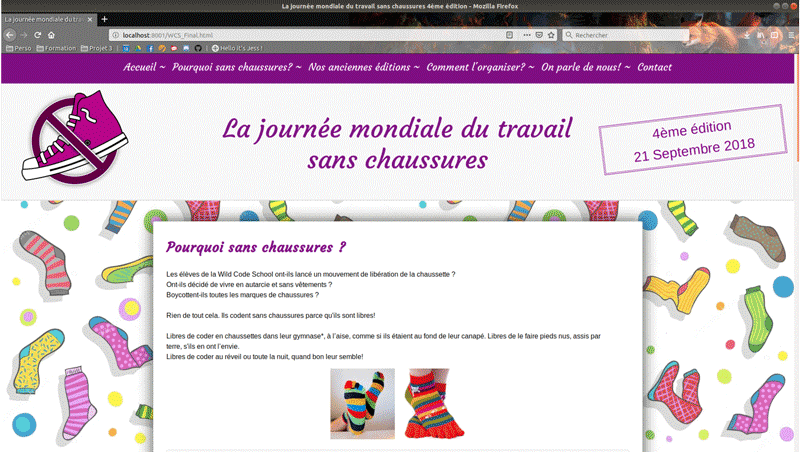 La journée mondiale du travail sans chaussures 4ème édition - Mozilla Firefox
La journée mondiale du tra
localhost:8001/WCS_Final.html
Rechercher
Perso
Formation
Projet 3
Hello it's Jess !
Accueil ~ Pourquoi sans chaussures? ~ Nos anciennes éditions ~ Comment l'organiser? ~ On parle de nous! ~ Contact
La journée mondiale du travail
sans chaussures
4ème édition
21 Septembre 2018
Pourquoi sans chaussures ?
Les élèves de la Wild Code School ont-ils lancé un mouvement de libération de la chaussette ?
Ont-ils décidé de vivre en autarcie et sans vêtements ?
Boycottent-ils toutes les marques de chaussures ?
Rien de tout cela. Ils codent sans chaussures parce qu'ils sont libres!
Libres de coder en chaussettes dans leur gymnase*, à l'aise, comme si ils étaient au fond de leur canapé. Libres de le faire pieds nus, assis par
terre, s'ils en ont l'envie.
Libres de coder au réveil ou toute la nuit, quand bon leur semble!